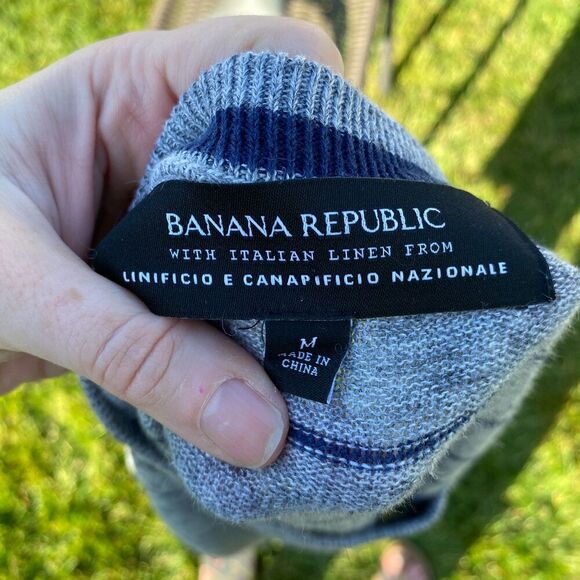 BANANA REPUBLIC
WITH ITALIAN LINEN FROM
LINIFICIO E CANAPIFICIO NAZIONALE
M
MADE IN
CHINA